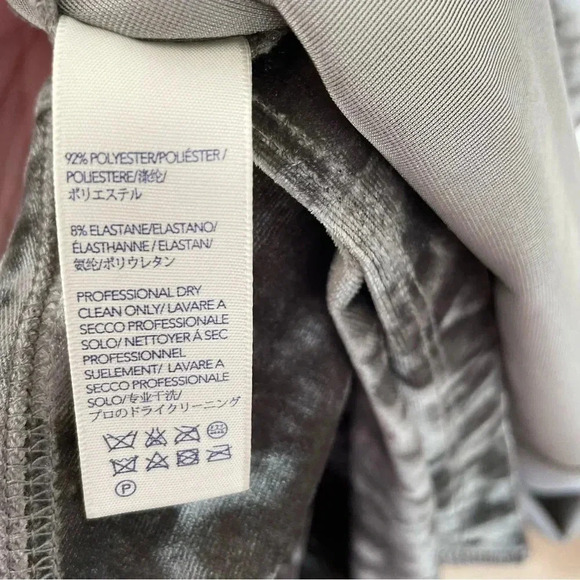 92% POLYESTER/POLIÉSTER/
POLIESTERE/涤纶/
ポリエステル
8% ELASTANE/ELASTANO/
ÉLASTHANNE/ELASTAN/
氨纶/ポリウレタン
PROFESSIONAL DRY
CLEAN ONLY/ LAVARE A
SECCO PROFESSIONALE
SOLO/ NETTOYER Á SEC
PROFESSIONNEL
SUELEMENT/ LAVARE A
SECCO PROFESSIONALE
SOLO/专业干洗/
プロのドライクリーニング
P